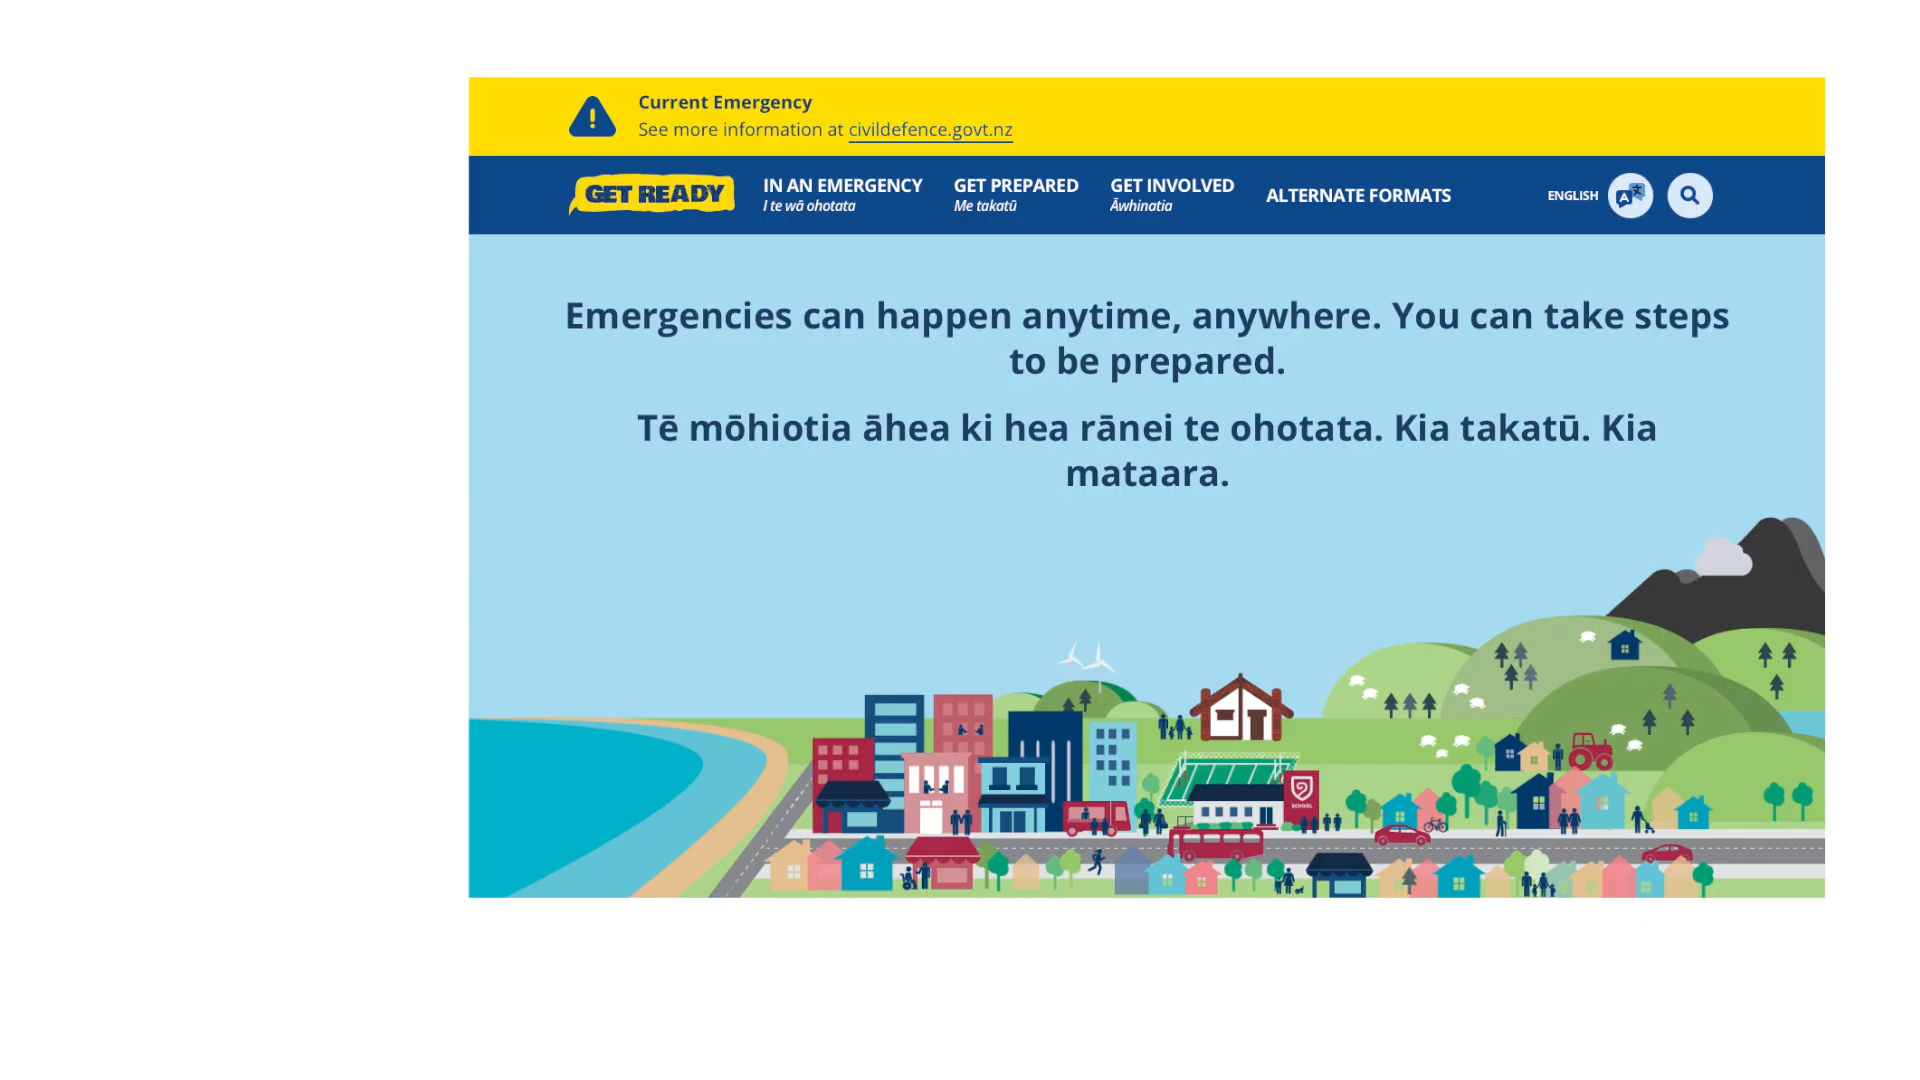 Current Emergency
See more information at civildefence.govt.nz
GET READY
IN AN EMERGENCY
I te wā ohotata
GET PREPARED
Me takatū
GET INVOLVED
Āwhinatia
ALTERNATE FORMATS
ENGLISH
A
Emergencies can happen anytime, anywhere. You can take steps
to be prepared.
Tē mōhiotia āhea ki hea rānei te ohotata. Kia takatū. Kia
mataara.
SCHOOL